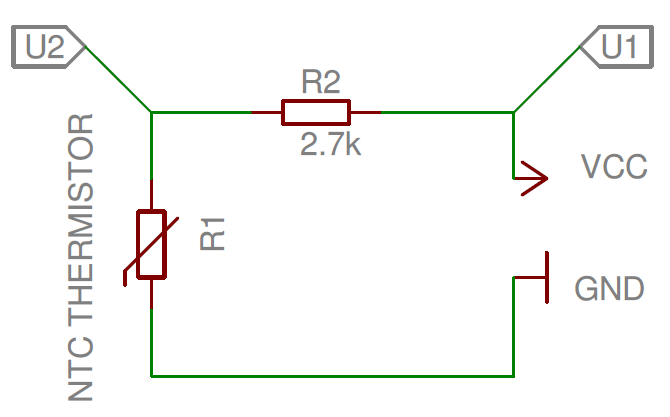 U2
U1
R2
2.7k
NTC THERMISTOR
R1
VCC
GND